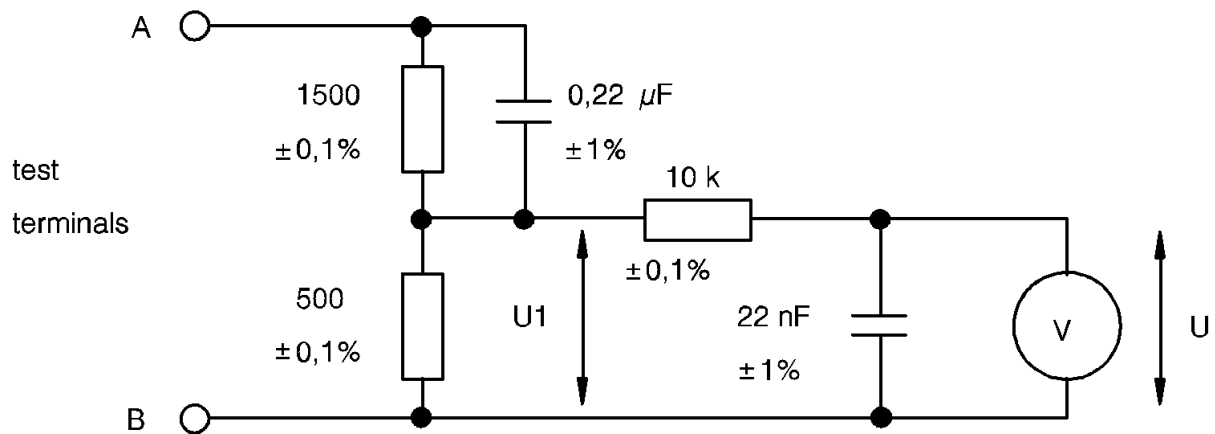 A
1500
±0,1%
0,22 µF
±1%
test
terminals
10 k
±0,1%
500
±0,1%
U1
22 nF
±1%
V
U
B